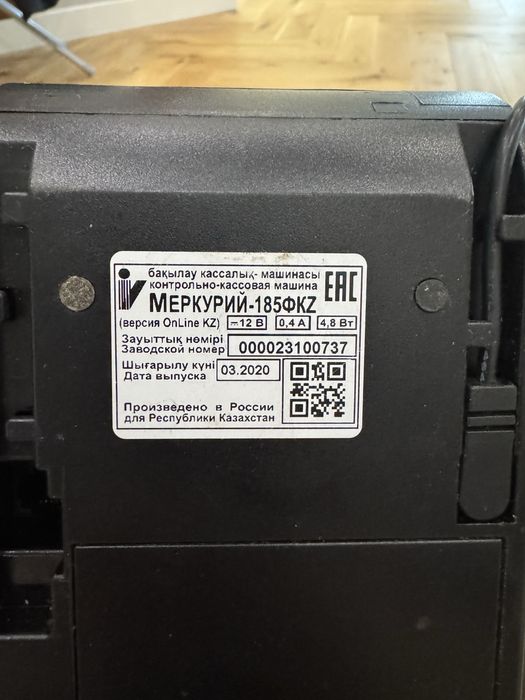 бақылау кассалық- машинасы
контрольно-кассовая машина
МЕРКУРИЙ-185ФKZ
EAC
(версия OnLine KZ) ⎓12 В 0,4 А 4,8 Вт
Зауыттық нөмірі
Заводской номер 000023100737
Шығарылу күні
Дата выпуска 03.2020
Произведено в России
для Республики Казахстан